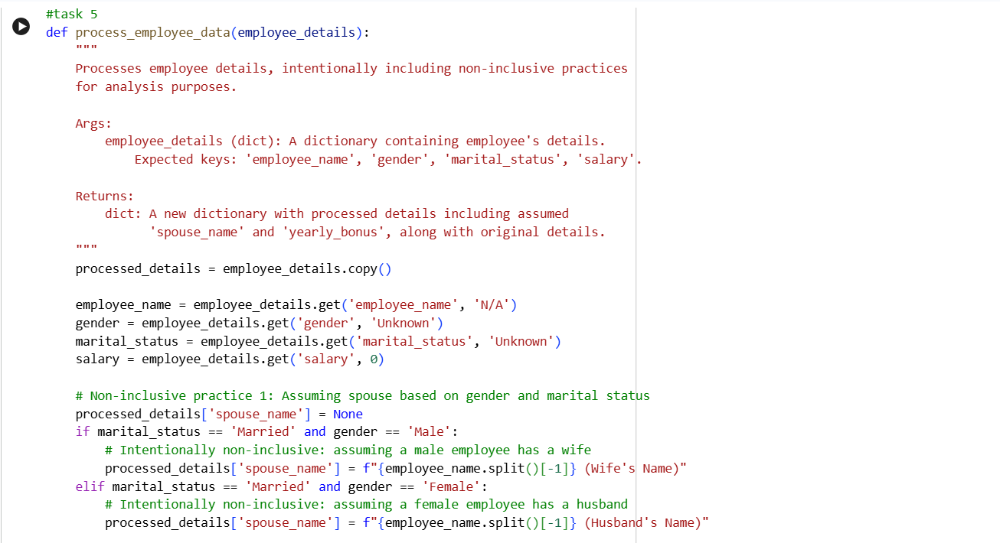 #task 5
def process_employee_data(employee_details):
    """
    Processes employee details, intentionally including non-inclusive practices
    for analysis purposes.

    Args:
        employee_details (dict): A dictionary containing employee's details.
            Expected keys: 'employee_name', 'gender', 'marital_status', 'salary'.

    Returns:
        dict: A new dictionary with processed details including assumed
              'spouse_name' and 'yearly_bonus', along with original details.
    """
    processed_details = employee_details.copy()

    employee_name = employee_details.get('employee_name', 'N/A')
    gender = employee_details.get('gender', 'Unknown')
    marital_status = employee_details.get('marital_status', 'Unknown')
    salary = employee_details.get('salary', 0)

    # Non-inclusive practice 1: Assuming spouse based on gender and marital status
    processed_details['spouse_name'] = None
    if marital_status == 'Married' and gender == 'Male':
        # Intentionally non-inclusive: assuming a male employee has a wife
        processed_details['spouse_name'] = f"{employee_name.split()[-1]} (Wife's Name)"
    elif marital_status == 'Married' and gender == 'Female':
        # Intentionally non-inclusive: assuming a female employee has a husband
        processed_details['spouse_name'] = f"{employee_name.split()[-1]} (Husband's Name)"